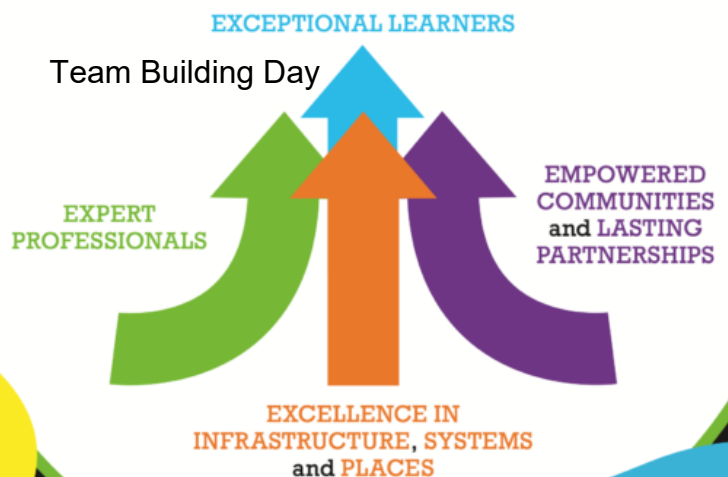 EXCEPTIONAL LEARNERS
Team Building Day
EXPERT
PROFESSIONALS
EMPOWERED
COMMUNITIES
and LASTING
PARTNERSHIPS
EXCELLENCE IN
INFRASTRUCTURE, SYSTEMS
and PLACES